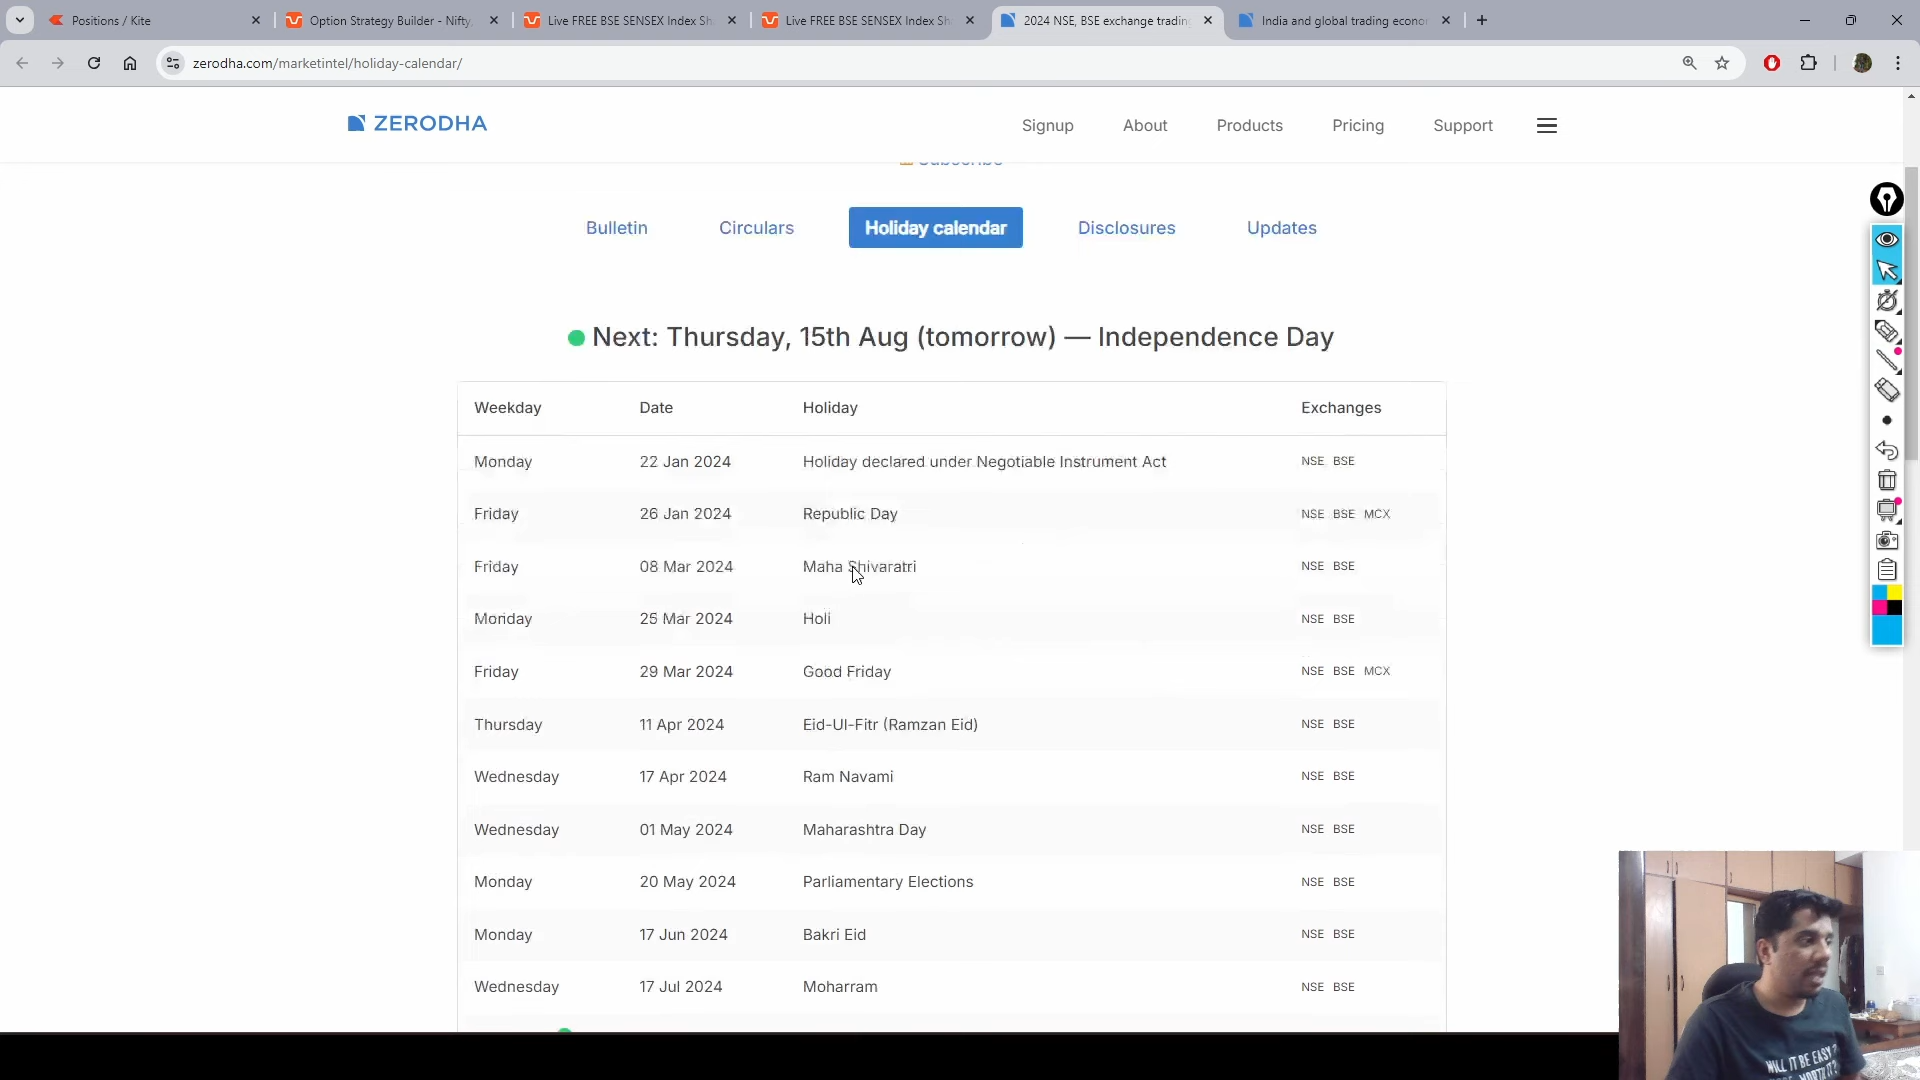 Positions / Kite
Option Strategy Builder - Nifty,
Live FREE BSE SENSEX Index Sh
Live FREE BSE SENSEX Index Sh
2024 NSE, BSE exchange trading
India and global trading econo
zerodha.com/marketintel/holiday-calendar/
ZERODHA
Signup About Products Pricing Support
Subscribe
Bulletin Circulars Holiday calendar Disclosures Updates
Next: Thursday, 15th Aug (tomorrow) — Independence Day
Weekday Date Holiday Exchanges
Monday 22 Jan 2024 Holiday declared under Negotiable Instrument Act NSE BSE
Friday 26 Jan 2024 Republic Day NSE BSE MCX
Friday 08 Mar 2024 Maha Shivaratri NSE BSE
Monday 25 Mar 2024 Holi NSE BSE
Friday 29 Mar 2024 Good Friday NSE BSE MCX
Thursday 11 Apr 2024 Eid-Ul-Fitr (Ramzan Eid) NSE BSE
Wednesday 17 Apr 2024 Ram Navami NSE BSE
Wednesday 01 May 2024 Maharashtra Day NSE BSE
Monday 20 May 2024 Parliamentary Elections NSE BSE
Monday 17 Jun 2024 Bakri Eid NSE BSE
Wednesday 17 Jul 2024 Moharram NSE BSE
WILL IT BE EASY?